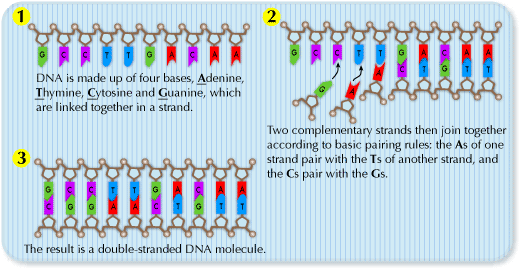 1
G C C T T G A C A A
DNA is made up of four bases, Adenine,
Thymine, Cytosine and Guanine, which
are linked together in a strand.
2
G C C T T G A C A A
A C T G T T
G A
Two complementary strands then join together
according to basic pairing rules: the As of one
strand pair with the Ts of another strand, and
the Cs pair with the Gs.
3
G C C T T G A C A A
C G G A A C T G T T
The result is a double-stranded DNA molecule.